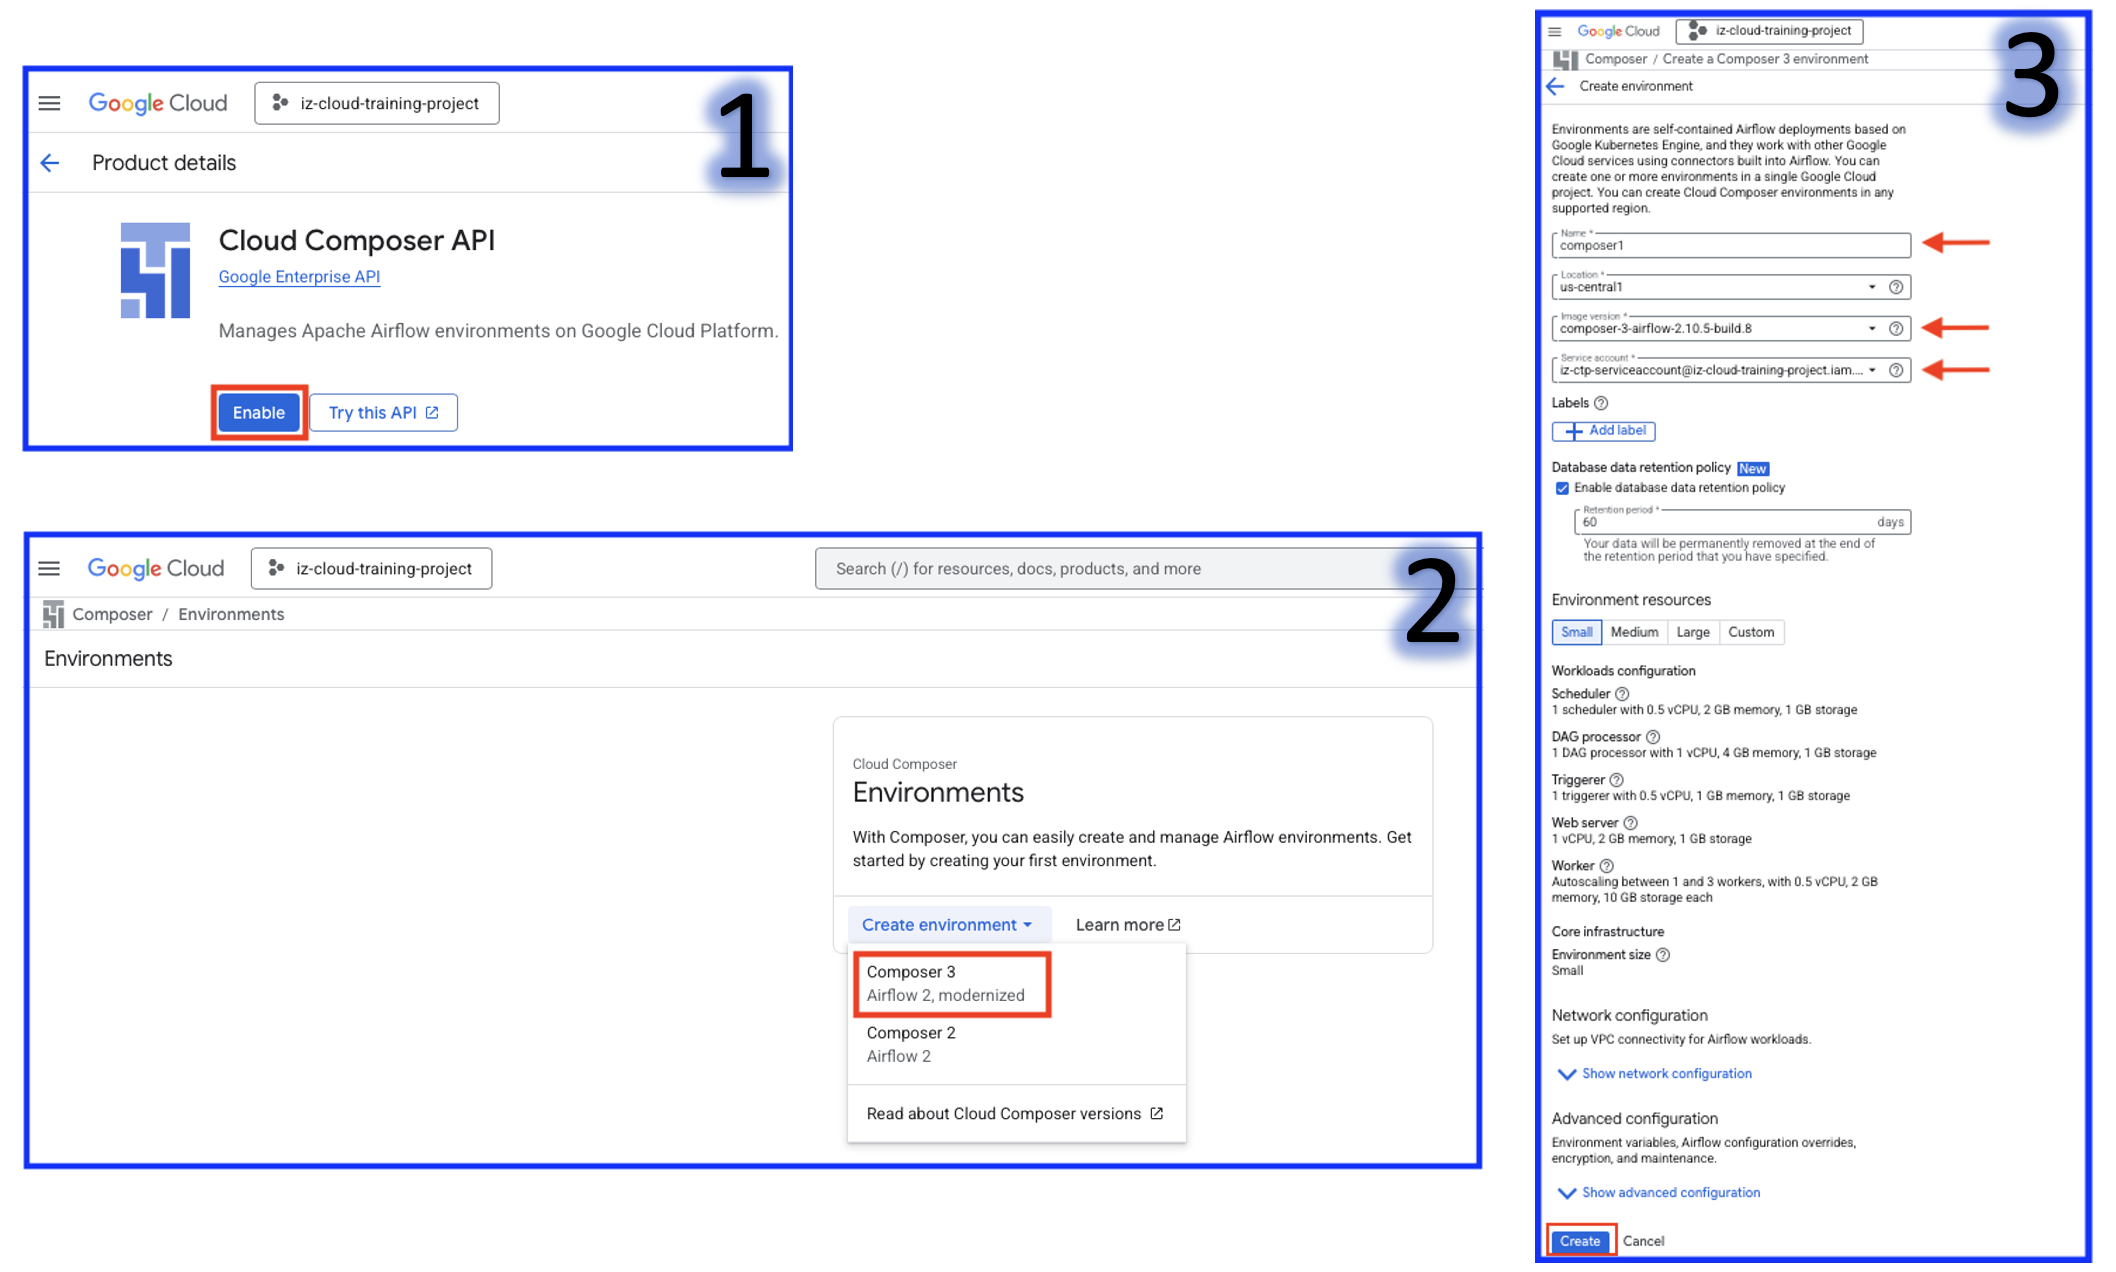 Google Cloud
iz-cloud-training-project
1
Product details
Cloud Composer API
Google Enterprise API
Manages Apache Airflow environments on Google Cloud Platform.
Enable
Try this API
Google Cloud
iz-cloud-training-project
Search (/) for resources, docs, products, and more
2
Composer / Environments
Environments
Cloud Composer
Environments
With Composer, you can easily create and manage Airflow environments. Get
started by creating your first environment.
Create environment
Learn more
Composer 3
Airflow 2, modernized
Composer 2
Airflow 2
Read about Cloud Composer versions
Google Cloud
iz-cloud-training-project
3
Composer / Create a Composer 3 environment
Create environment
Environments are self-contained Airflow deployments based on
Google Kubernetes Engine, and they work with other Google
Cloud services using connectors built into Airflow. You can
create one or more environments in a single Google Cloud
project. You can create Cloud Composer environments in any
supported region.
Name *
composer1
Location *
us-central1
Image version *
composer-3-airflow-2.10.5-build.8
Service account *
iz-ctp-serviceaccount@iz-cloud-training-project.iam....
Labels
Add label
Database data retention policy New
Enable database data retention policy
Retention period *
60 days
Your data will be permanently removed at the end of
the retention period that you have specified.
Environment resources
Small Medium Large Custom
Workloads configuration
Scheduler
1 scheduler with 0.5 vCPU, 2 GB memory, 1 GB storage
DAG processor
1 DAG processor with 1 vCPU, 4 GB memory, 1 GB storage
Triggerer
1 triggerer with 0.5 vCPU, 1 GB memory, 1 GB storage
Web server
1 vCPU, 2 GB memory, 1 GB storage
Worker
Autoscaling between 1 and 3 workers, with 0.5 vCPU, 2 GB
memory, 10 GB storage each
Core infrastructure
Environment size
Small
Network configuration
Set up VPC connectivity for Airflow workloads.
Show network configuration
Advanced configuration
Environment variables, Airflow configuration overrides,
encryption, and maintenance.
Show advanced configuration
Create Cancel